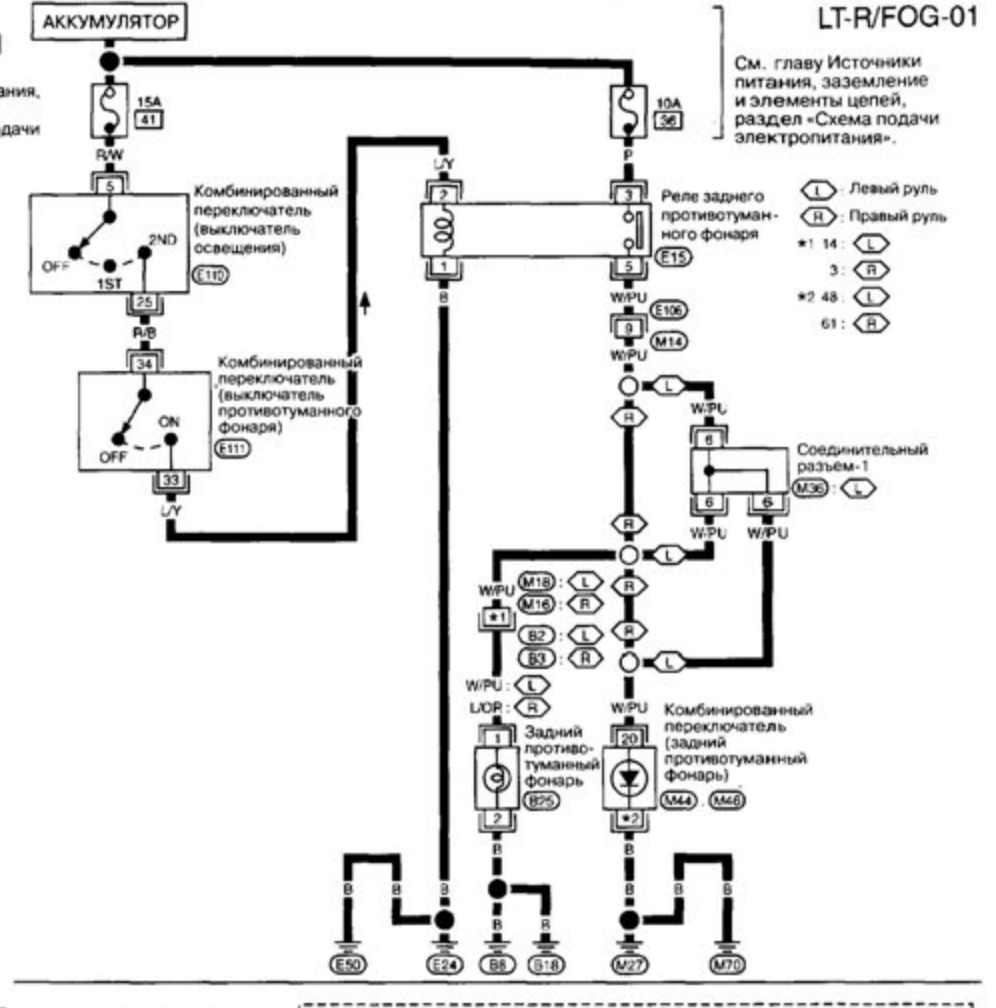 АККУМУЛЯТОР
LT-R/FOG-01
См. главу Источники
питания, заземление
и элементы цепей,
раздел «Схема подачи
электропитания».
ания,
дачи
15A
41
10A
36
R/W
P
L/Y
5
2
3
Комбинированный
переключатель
(выключатель
освещения)
E110
OFF
1ST
2ND
25
R/B
34
Реле заднего
противотуман-
ного фонаря
E15
1
5
B
W/PU
E106
9
M14
W/PU
L : Левый руль
R : Правый руль
*1 14 : L
3 : R
*2 48 : L
61 : R
Комбинированный
переключатель
(выключатель
противотуманного
фонаря)
E111
OFF
ON
33
L/Y
L
R
W/PU
6
Соединительный
разъем-1
M36 : L
6
6
W/PU
W/PU
R
L
W/PU
*1
M18 : L
M16 : R
B2 : L
B3 : R
R
R
L
W/PU : L
L/OR : R
W/PU
1
Задний
противо-
туманный
фонарь
B25
2
20
Комбинированный
переключатель
(задний
противотуманный
фонарь)
M44 . M46
*2
B
B
B
B
B
B
B
B
B
B
E50
E24
B8
B18
M27
M70